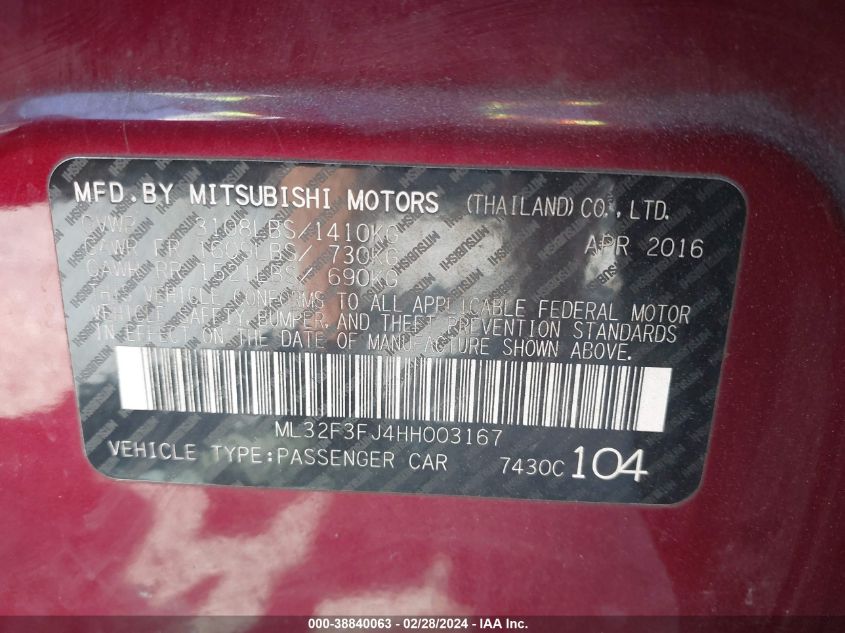 MFD.BY MITSUBISHI MOTORS (THAILAND) CO., LTD.
GVWR 3108LBS/1410KG APR 2016
GAWR FR 1609LBS/ 730KG
GAWR RR 1521LBS/ 690KG
THIS VEHICLE CONFORMS TO ALL APPLICABLE FEDERAL MOTOR
VEHICLE SAFETY, BUMPER, AND THEFT PREVENTION STANDARDS
IN EFFECT ON THE DATE OF MANUFACTURE SHOWN ABOVE.
ML32F3FJ4HH003167
VEHICLE TYPE:PASSENGER CAR 7430C 104
STOCK No: 38840063 / 02/28/2024 - IAA Inc.